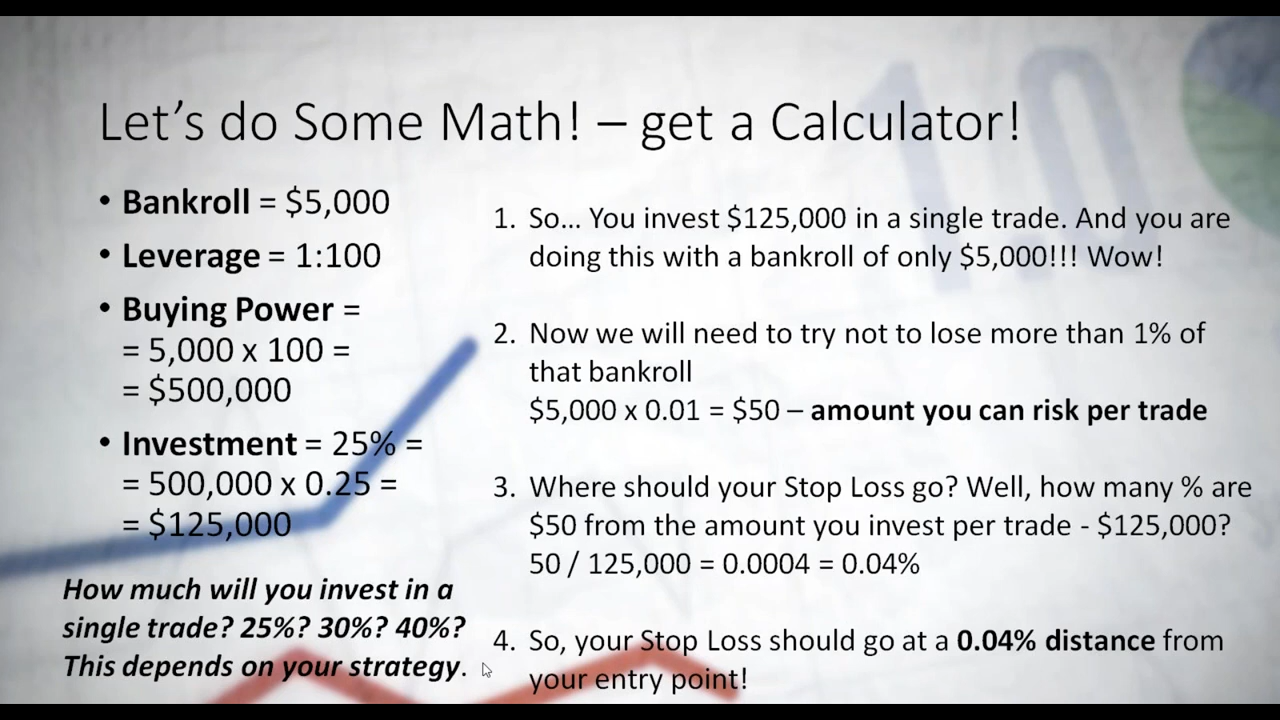 Let's do Some Math! – get a Calculator!
• Bankroll = $5,000
• Leverage = 1:100
• Buying Power =
= 5,000 x 100 =
= $500,000
• Investment = 25% =
= 500,000 x 0.25 =
= $125,000
How much will you invest in a
single trade? 25%? 30%? 40%?
This depends on your strategy.
1. So... You invest $125,000 in a single trade. And you are
doing this with a bankroll of only $5,000!!! Wow!
2. Now we will need to try not to lose more than 1% of
that bankroll
$5,000 x 0.01 = $50 – amount you can risk per trade
3. Where should your Stop Loss go? Well, how many % are
$50 from the amount you invest per trade - $125,000?
50 / 125,000 = 0.0004 = 0.04%
4. So, your Stop Loss should go at a 0.04% distance from
your entry point!
10